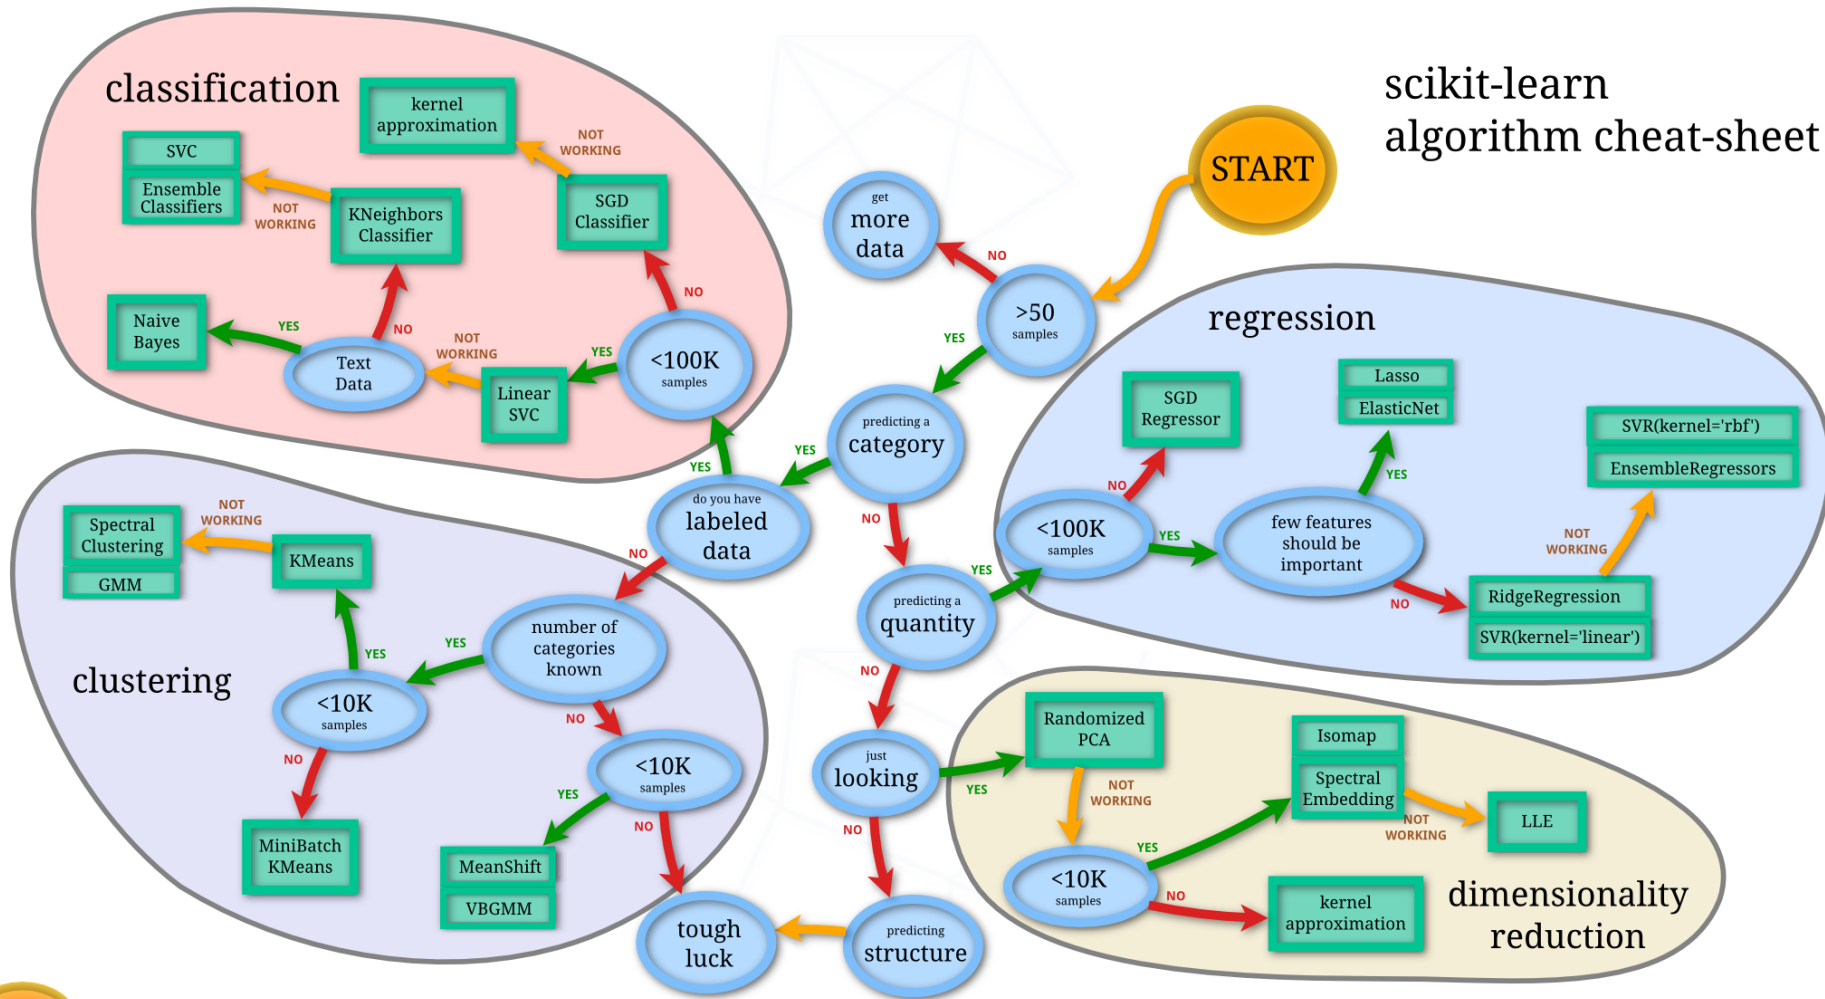 scikit-learn
algorithm cheat-sheet
START
>50
samples
NO
get
more
data
YES
predicting a
category
YES
do you have
labeled
data
YES
NO
NO
predicting a
quantity
YES
NO
just
looking
YES
NO
predicting
structure
tough
luck
classification
kernel
approximation
NOT
WORKING
SGD
Classifier
NO
<100K
samples
YES
Linear
SVC
NOT
WORKING
Text
Data
YES
Naive
Bayes
NO
KNeighbors
Classifier
NOT
WORKING
SVC
Ensemble
Classifiers
regression
<100K
samples
NO
SGD
Regressor
YES
few features
should be
important
YES
Lasso
ElasticNet
NO
RidgeRegression
SVR(kernel='linear')
NOT
WORKING
SVR(kernel='rbf')
EnsembleRegressors
clustering
number of
categories
known
YES
<10K
samples
YES
KMeans
NOT
WORKING
Spectral
Clustering
GMM
NO
MiniBatch
KMeans
NO
<10K
samples
YES
MeanShift
VBGMM
NO
dimensionality
reduction
Randomized
PCA
NOT
WORKING
<10K
samples
YES
Isomap
Spectral
Embedding
NOT
WORKING
LLE
NO
kernel
approximation